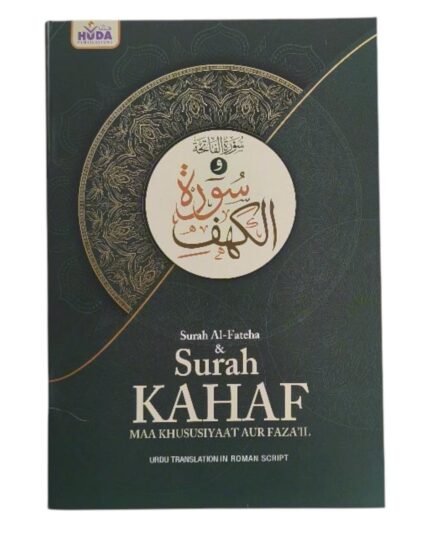 HUDA
PUBLICATIONS
سُورَةُ الفَاتِحَة
و
سُورَة
الكَهْفِ
Surah Al-Fateha
&
Surah
KAHAF
MAA KHUSUSIYAAT AUR FAZA'IL
URDU TRANSLATION IN ROMAN SCRIPT